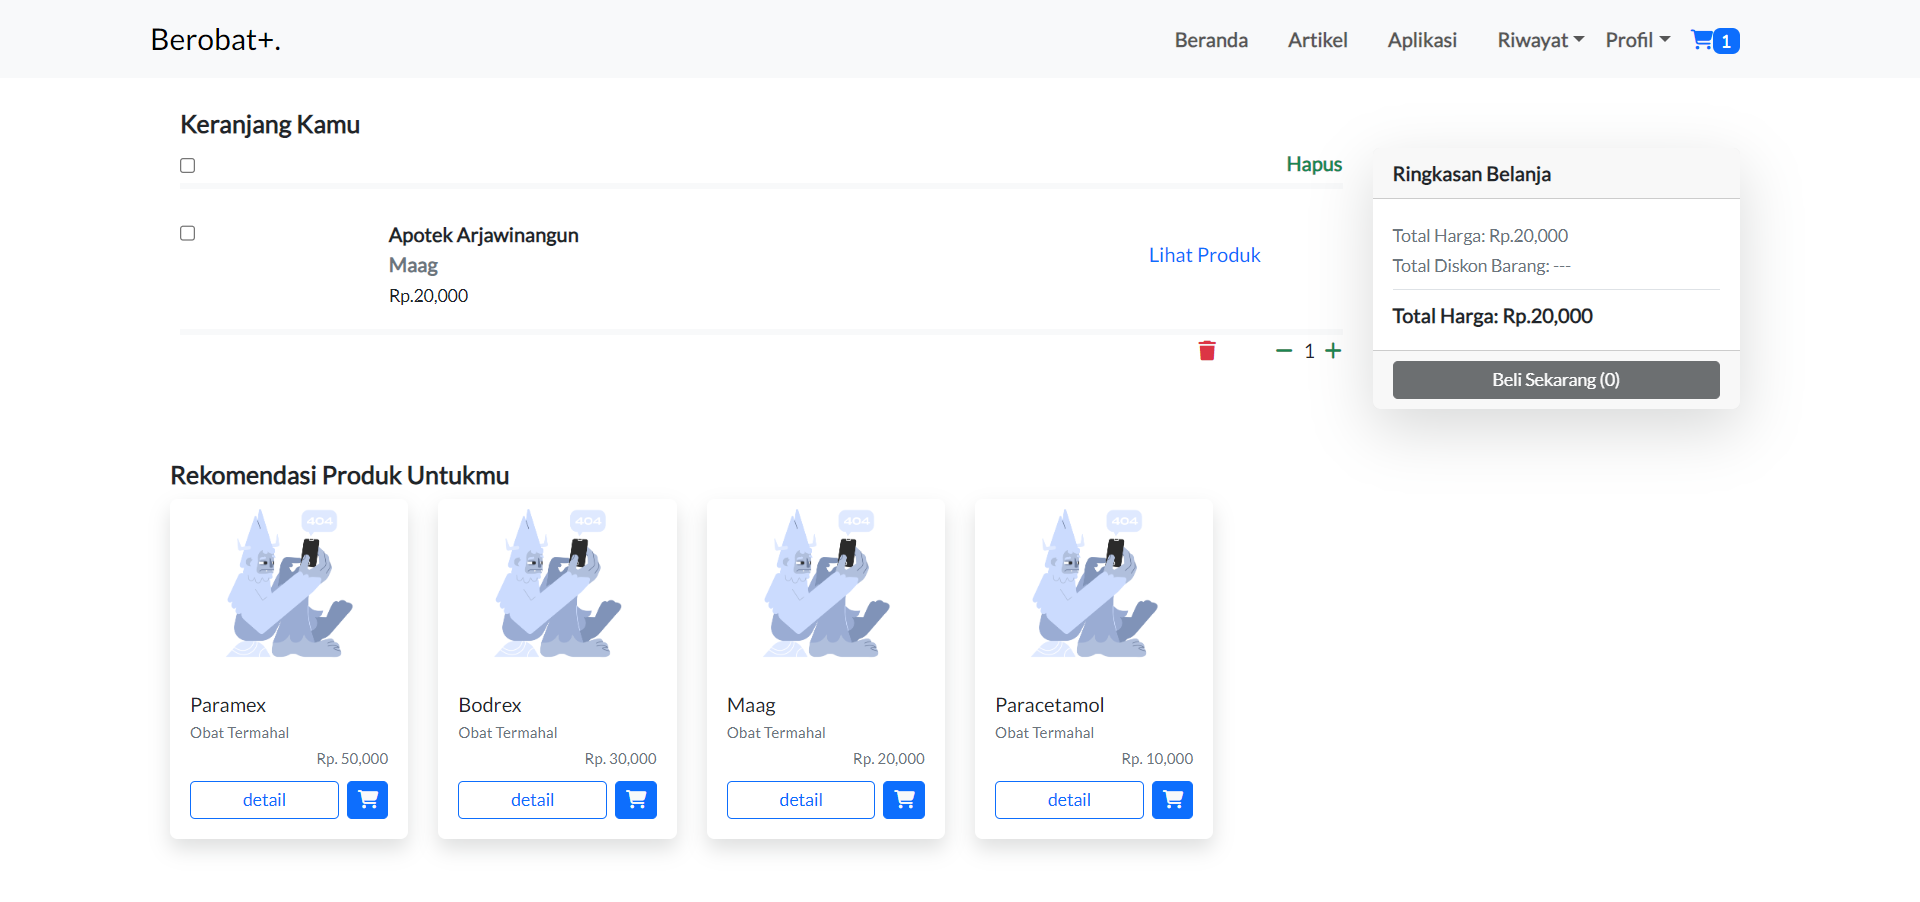 Berobat+.
Beranda Artikel Aplikasi Riwayat Profil 1
Keranjang Kamu
Hapus
Apotek Arjawinangun
Maag
Rp.20,000
Lihat Produk
1
Ringkasan Belanja
Total Harga: Rp.20,000
Total Diskon Barang: ---
Total Harga: Rp.20,000
Beli Sekarang (0)
Rekomendasi Produk Untukmu
404
Paramex
Obat Termahal
Rp. 50,000
detail
404
Bodrex
Obat Termahal
Rp. 30,000
detail
404
Maag
Obat Termahal
Rp. 20,000
detail
404
Paracetamol
Obat Termahal
Rp. 10,000
detail